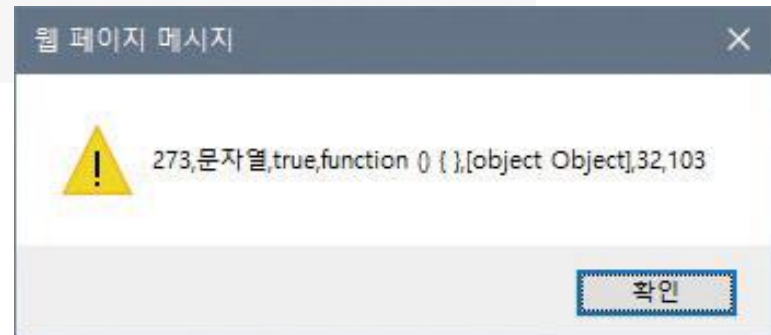 웹 페이지 메시지
273,문자열,true,function () { },[object Object],32,103
확인